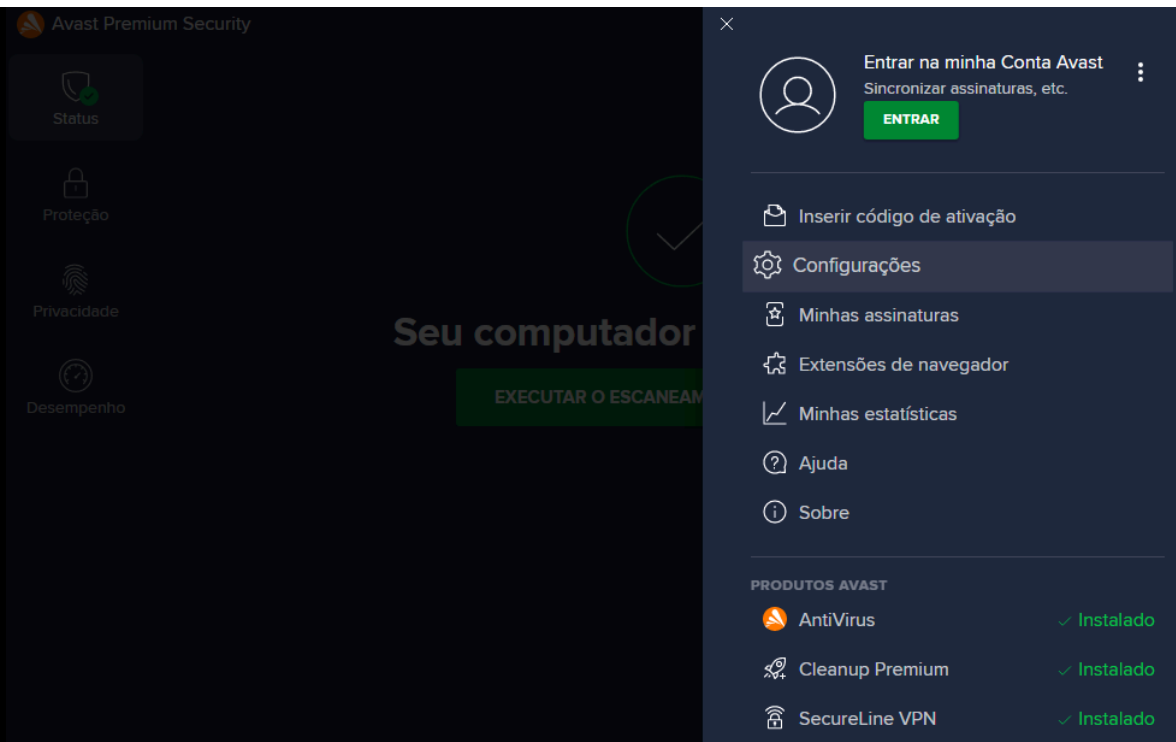 Avast Premium Security
Status
Proteção
Privacidade
Desempenho
Seu computador
EXECUTAR O ESCANEAM
Entrar na minha Conta Avast
Sincronizar assinaturas, etc.
ENTRAR
Inserir código de ativação
Configurações
Minhas assinaturas
Extensões de navegador
Minhas estatísticas
Ajuda
Sobre
PRODUTOS AVAST
AntiVirus ✓ Instalado
Cleanup Premium ✓ Instalado
SecureLine VPN ✓ Instalado